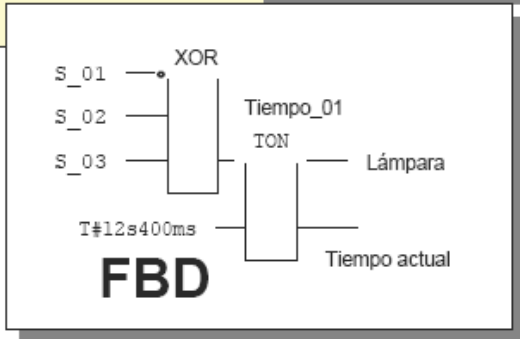 XOR
S_01
S_02
S_03
Tiempo_01
TON
Lámpara
T#12s400ms
Tiempo actual
FBD